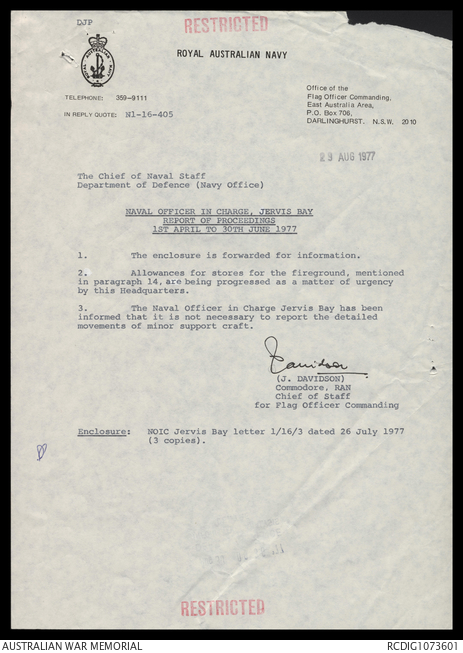 DJP
RESTRICTED
ROYAL AUSTRALIAN NAVY
TELEPHONE: 359-9111
IN REPLY QUOTE: N1-16-405
Office of the
Flag Officer Commanding,
East Australia Area,
P.O. Box 706,
DARLINGHURST. N.S.W. 2010
29 AUG 1977
The Chief of Naval Staff
Department of Defence (Navy Office)
NAVAL OFFICER IN CHARGE, JERVIS BAY
REPORT OF PROCEEDINGS
1ST APRIL TO 30TH JUNE 1977
1. The enclosure is forwarded for information.
2. Allowances for stores for the fireground, mentioned
in paragraph 14, are being progressed as a matter of urgency
by this Headquarters.
3. The Naval Officer in Charge Jervis Bay has been
informed that it is not necessary to report the detailed
movements of minor support craft.
J Davidson
(J. DAVIDSON)
Commodore, RAN
Chief of Staff
for Flag Officer Commanding
Enclosure: NOIC Jervis Bay letter 1/16/3 dated 26 July 1977
(3 copies).
RESTRICTED
AUSTRALIAN WAR MEMORIAL
RCDIG1073601